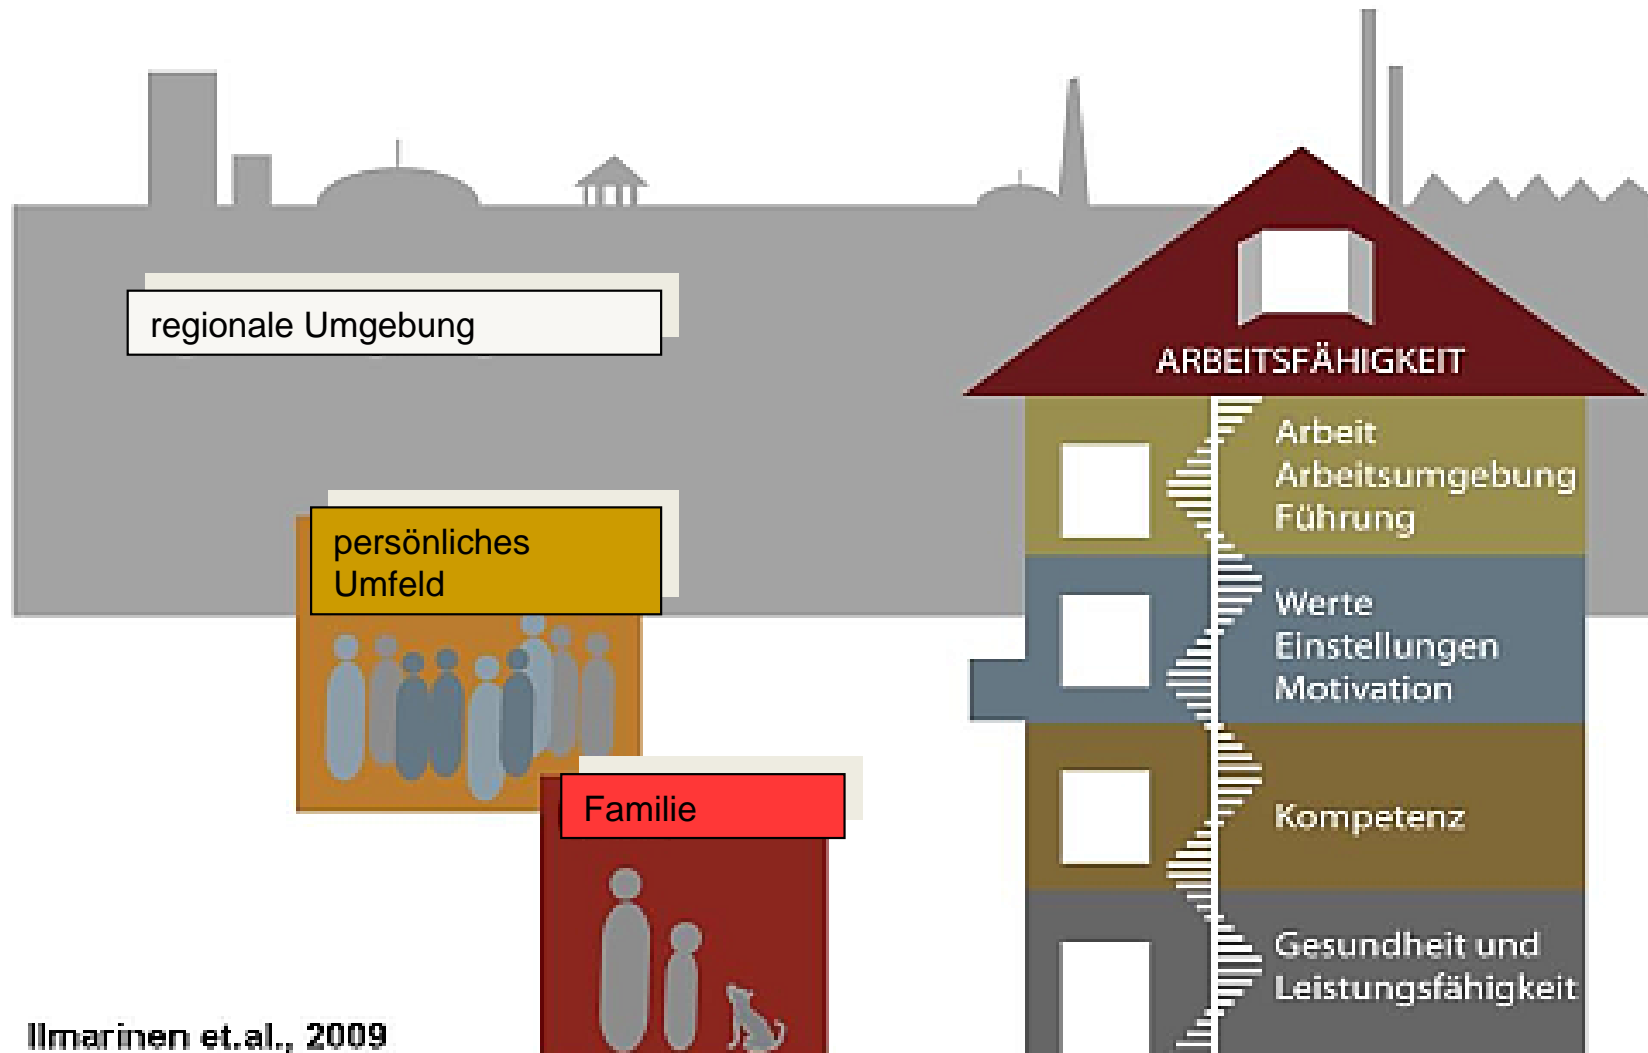 regionale Umgebung
ARBEITSFÄHIGKEIT
Arbeit
Arbeitsumgebung
Führung
persönliches
Umfeld
Werte
Einstellungen
Motivation
Familie
Kompetenz
Gesundheit und
Leistungsfähigkeit
Ilmarinen et.al., 2009